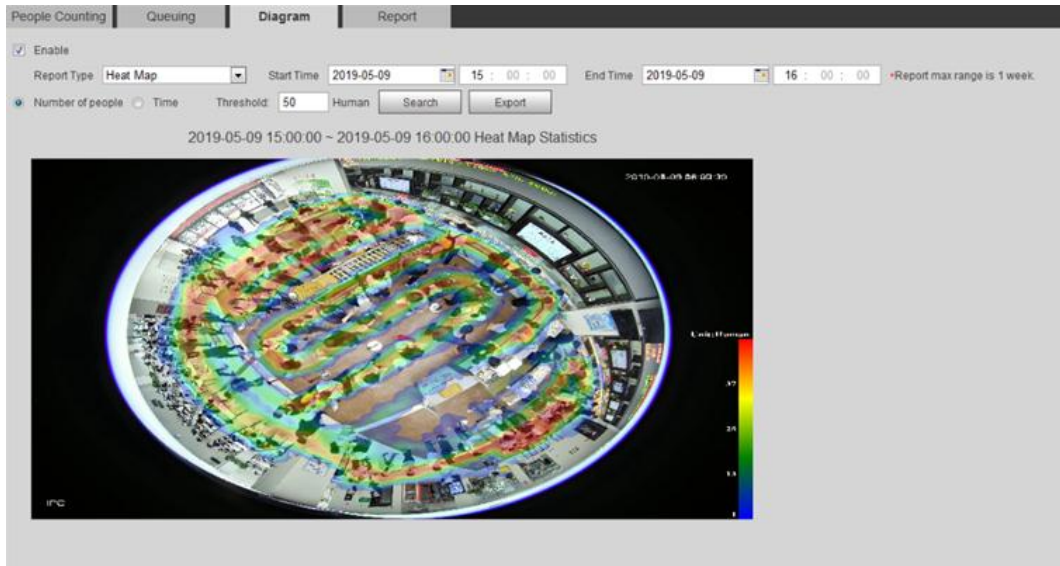 People Counting Queuing Diagram Report
Enable
Report Type Heat Map Start Time 2019-05-09 15 : 00 : 00 End Time 2019-05-09 16 : 00 : 00 *Report max range is 1 week.
Number of people Time Threshold: 50 Human Search Export
2019-05-09 15:00:00 ~ 2019-05-09 16:00:00 Heat Map Statistics
Unit:Human
37
1
IPC